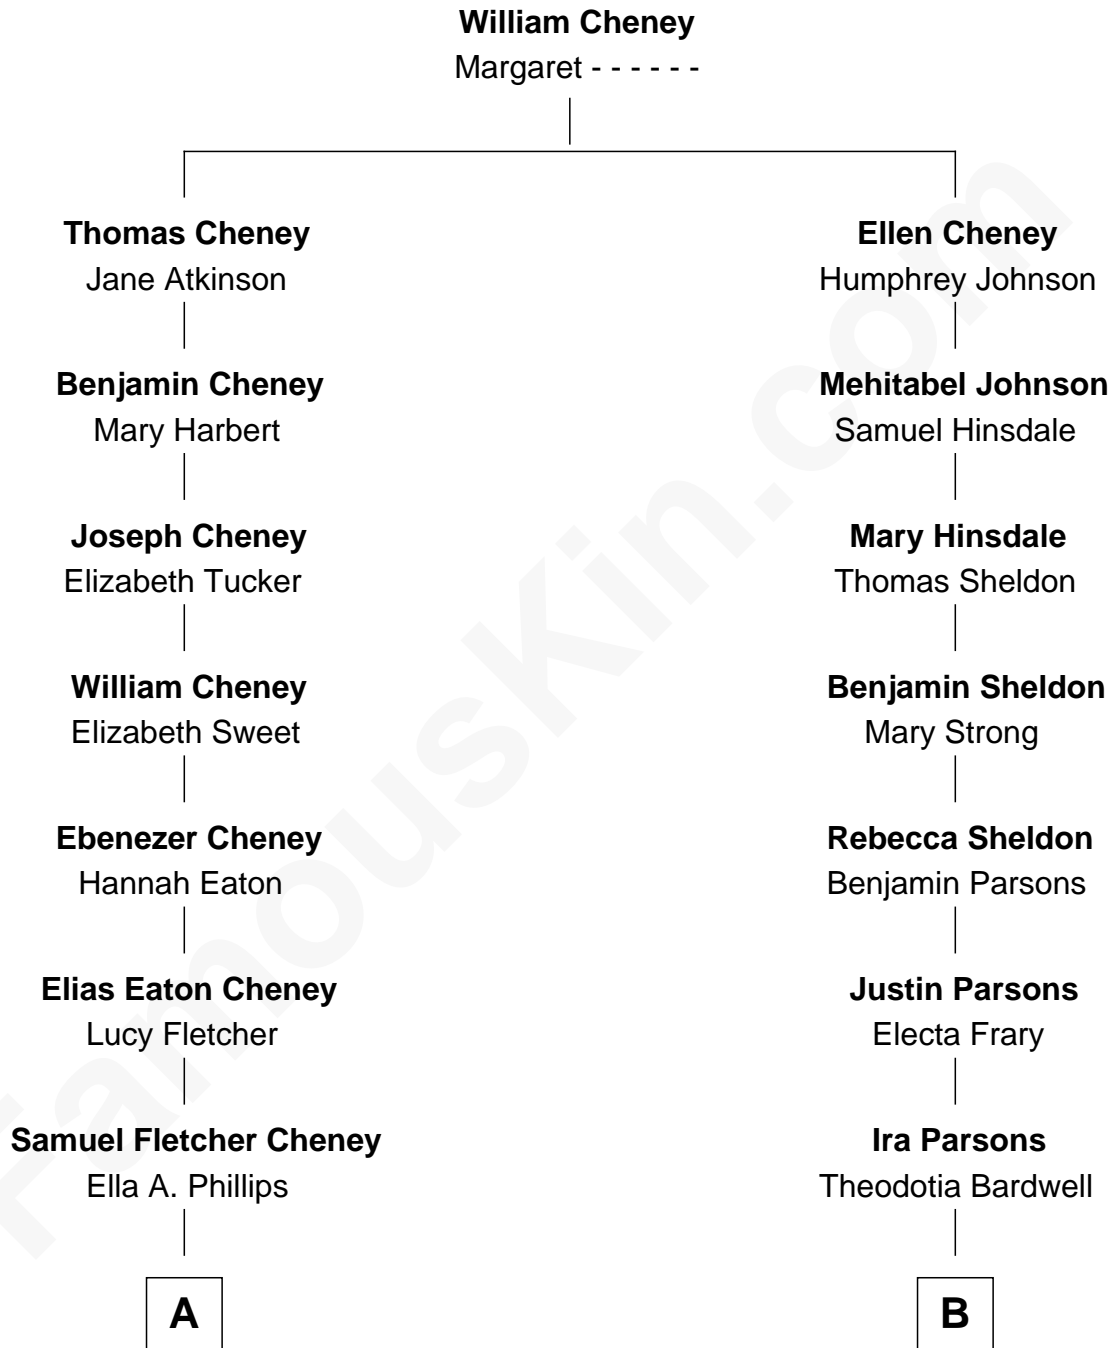 William Cheney
Margaret - - - - - -
Thomas Cheney
Jane Atkinson
Ellen Cheney
Humphrey Johnson
Benjamin Cheney
Mary Harbert
Mehitabel Johnson
Samuel Hinsdale
Joseph Cheney
Elizabeth Tucker
Mary Hinsdale
Thomas Sheldon
William Cheney
Elizabeth Sweet
Benjamin Sheldon
Mary Strong
Ebenezer Cheney
Hannah Eaton
Rebecca Sheldon
Benjamin Parsons
Elias Eaton Cheney
Lucy Fletcher
Justin Parsons
Electa Frary
Samuel Fletcher Cheney
Ella A. Phillips
Ira Parsons
Theodotia Bardwell
A
B
FamousKin.com